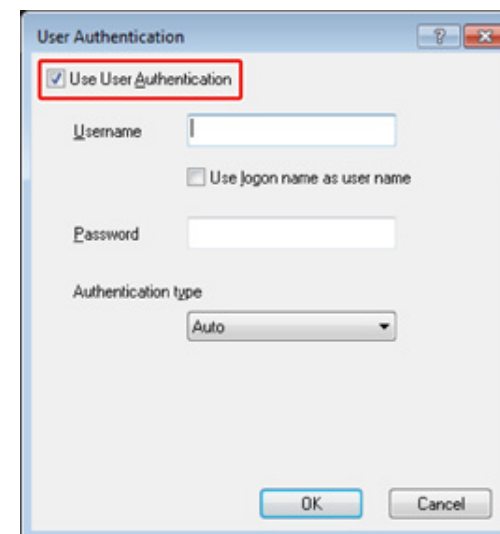 User Authentication
Use User Authentication
Username
Use logon name as user name
Password
Authentication type
Auto
OK Cancel